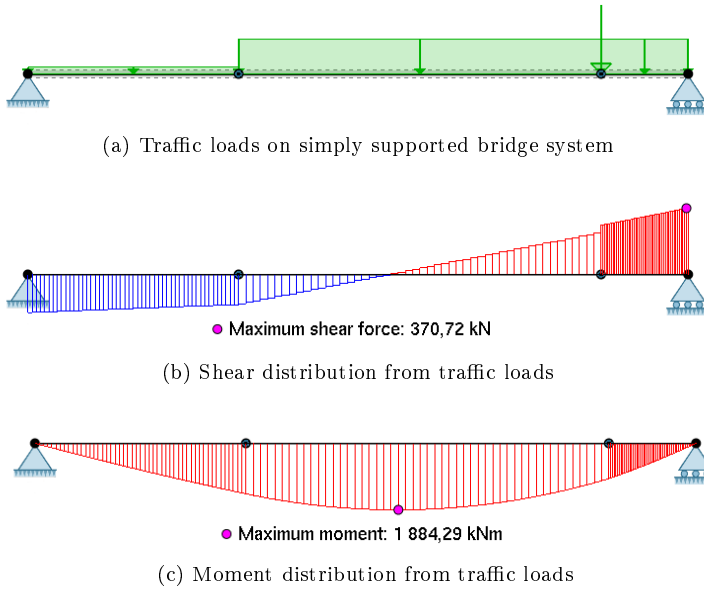 (a) Traffic loads on simply supported bridge system
Maximum shear force: 370,72 kN
(b) Shear distribution from traffic loads
Maximum moment: 1 884,29 kNm
(c) Moment distribution from traffic loads